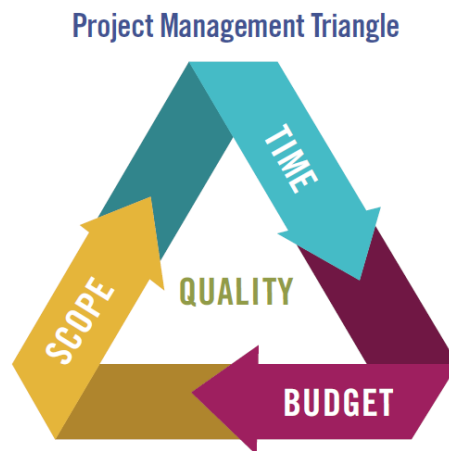 Project Management Triangle
TIME
QUALITY
SCOPE
BUDGET